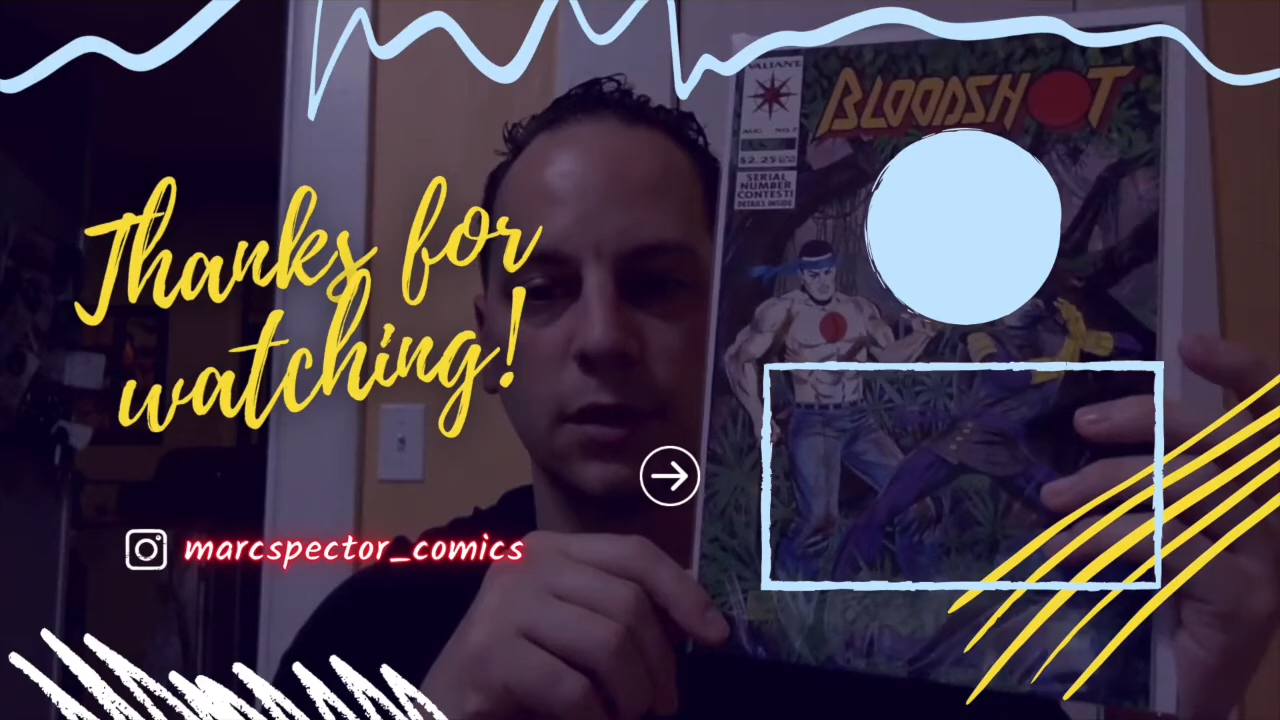 VALIANT
AUG NO.7
$2.25
SERIAL
NUMBER
CONTEST!
DETAILS INSIDE
BLOODSHOT
Thanks for
watching!
marcspector_comics